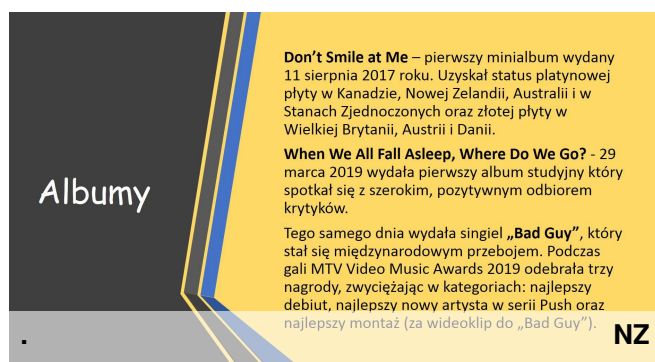 Albumy
Don't Smile at Me – pierwszy minialbum wydany
11 sierpnia 2017 roku. Uzyskał status platynowej
płyty w Kanadzie, Nowej Zelandii, Australii i w
Stanach Zjednoczonych oraz złotej płyty w
Wielkiej Brytanii, Austrii i Danii.
When We All Fall Asleep, Where Do We Go? - 29
marca 2019 wydała pierwszy album studyjny który
spotkał się z szerokim, pozytywnym odbiorem
krytyków.
Tego samego dnia wydała singiel „Bad Guy”, który
stał się międzynarodowym przebojem. Podczas
gali MTV Video Music Awards 2019 odebrała trzy
nagrody, zwyciężając w kategoriach: najlepszy
debiut, najlepszy nowy artysta w serii Push oraz
najlepszy montaż (za wideoklip do „Bad Guy”).
. NZ